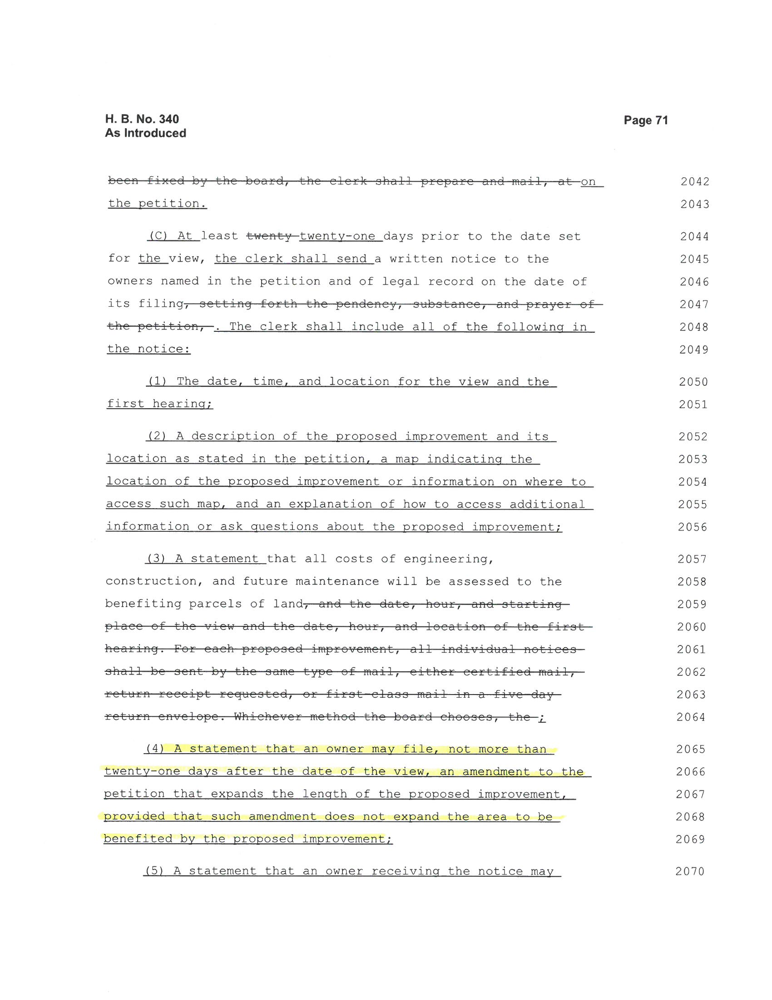 H. B. No. 340 Page 71
As Introduced
been fixed by the board, the clerk shall prepare and mail, at on 2042
the petition. 2043
(C) At least twenty twenty-one days prior to the date set 2044
for the view, the clerk shall send a written notice to the 2045
owners named in the petition and of legal record on the date of 2046
its filing, setting forth the pendency, substance, and prayer of 2047
the petition, . The clerk shall include all of the following in 2048
the notice: 2049
(1) The date, time, and location for the view and the 2050
first hearing; 2051
(2) A description of the proposed improvement and its 2052
location as stated in the petition, a map indicating the 2053
location of the proposed improvement or information on where to 2054
access such map, and an explanation of how to access additional 2055
information or ask questions about the proposed improvement; 2056
(3) A statement that all costs of engineering, 2057
construction, and future maintenance will be assessed to the 2058
benefiting parcels of land, and the date, hour, and starting 2059
place of the view and the date, hour, and location of the first 2060
hearing. For each proposed improvement, all individual notices 2061
shall be sent by the same type of mail, either certified mail, 2062
return receipt requested, or first-class mail in a five-day 2063
return envelope. Whichever method the board chooses, the ; 2064
(4) A statement that an owner may file, not more than 2065
twenty-one days after the date of the view, an amendment to the 2066
petition that expands the length of the proposed improvement, 2067
provided that such amendment does not expand the area to be 2068
benefited by the proposed improvement; 2069
(5) A statement that an owner receiving the notice may 2070